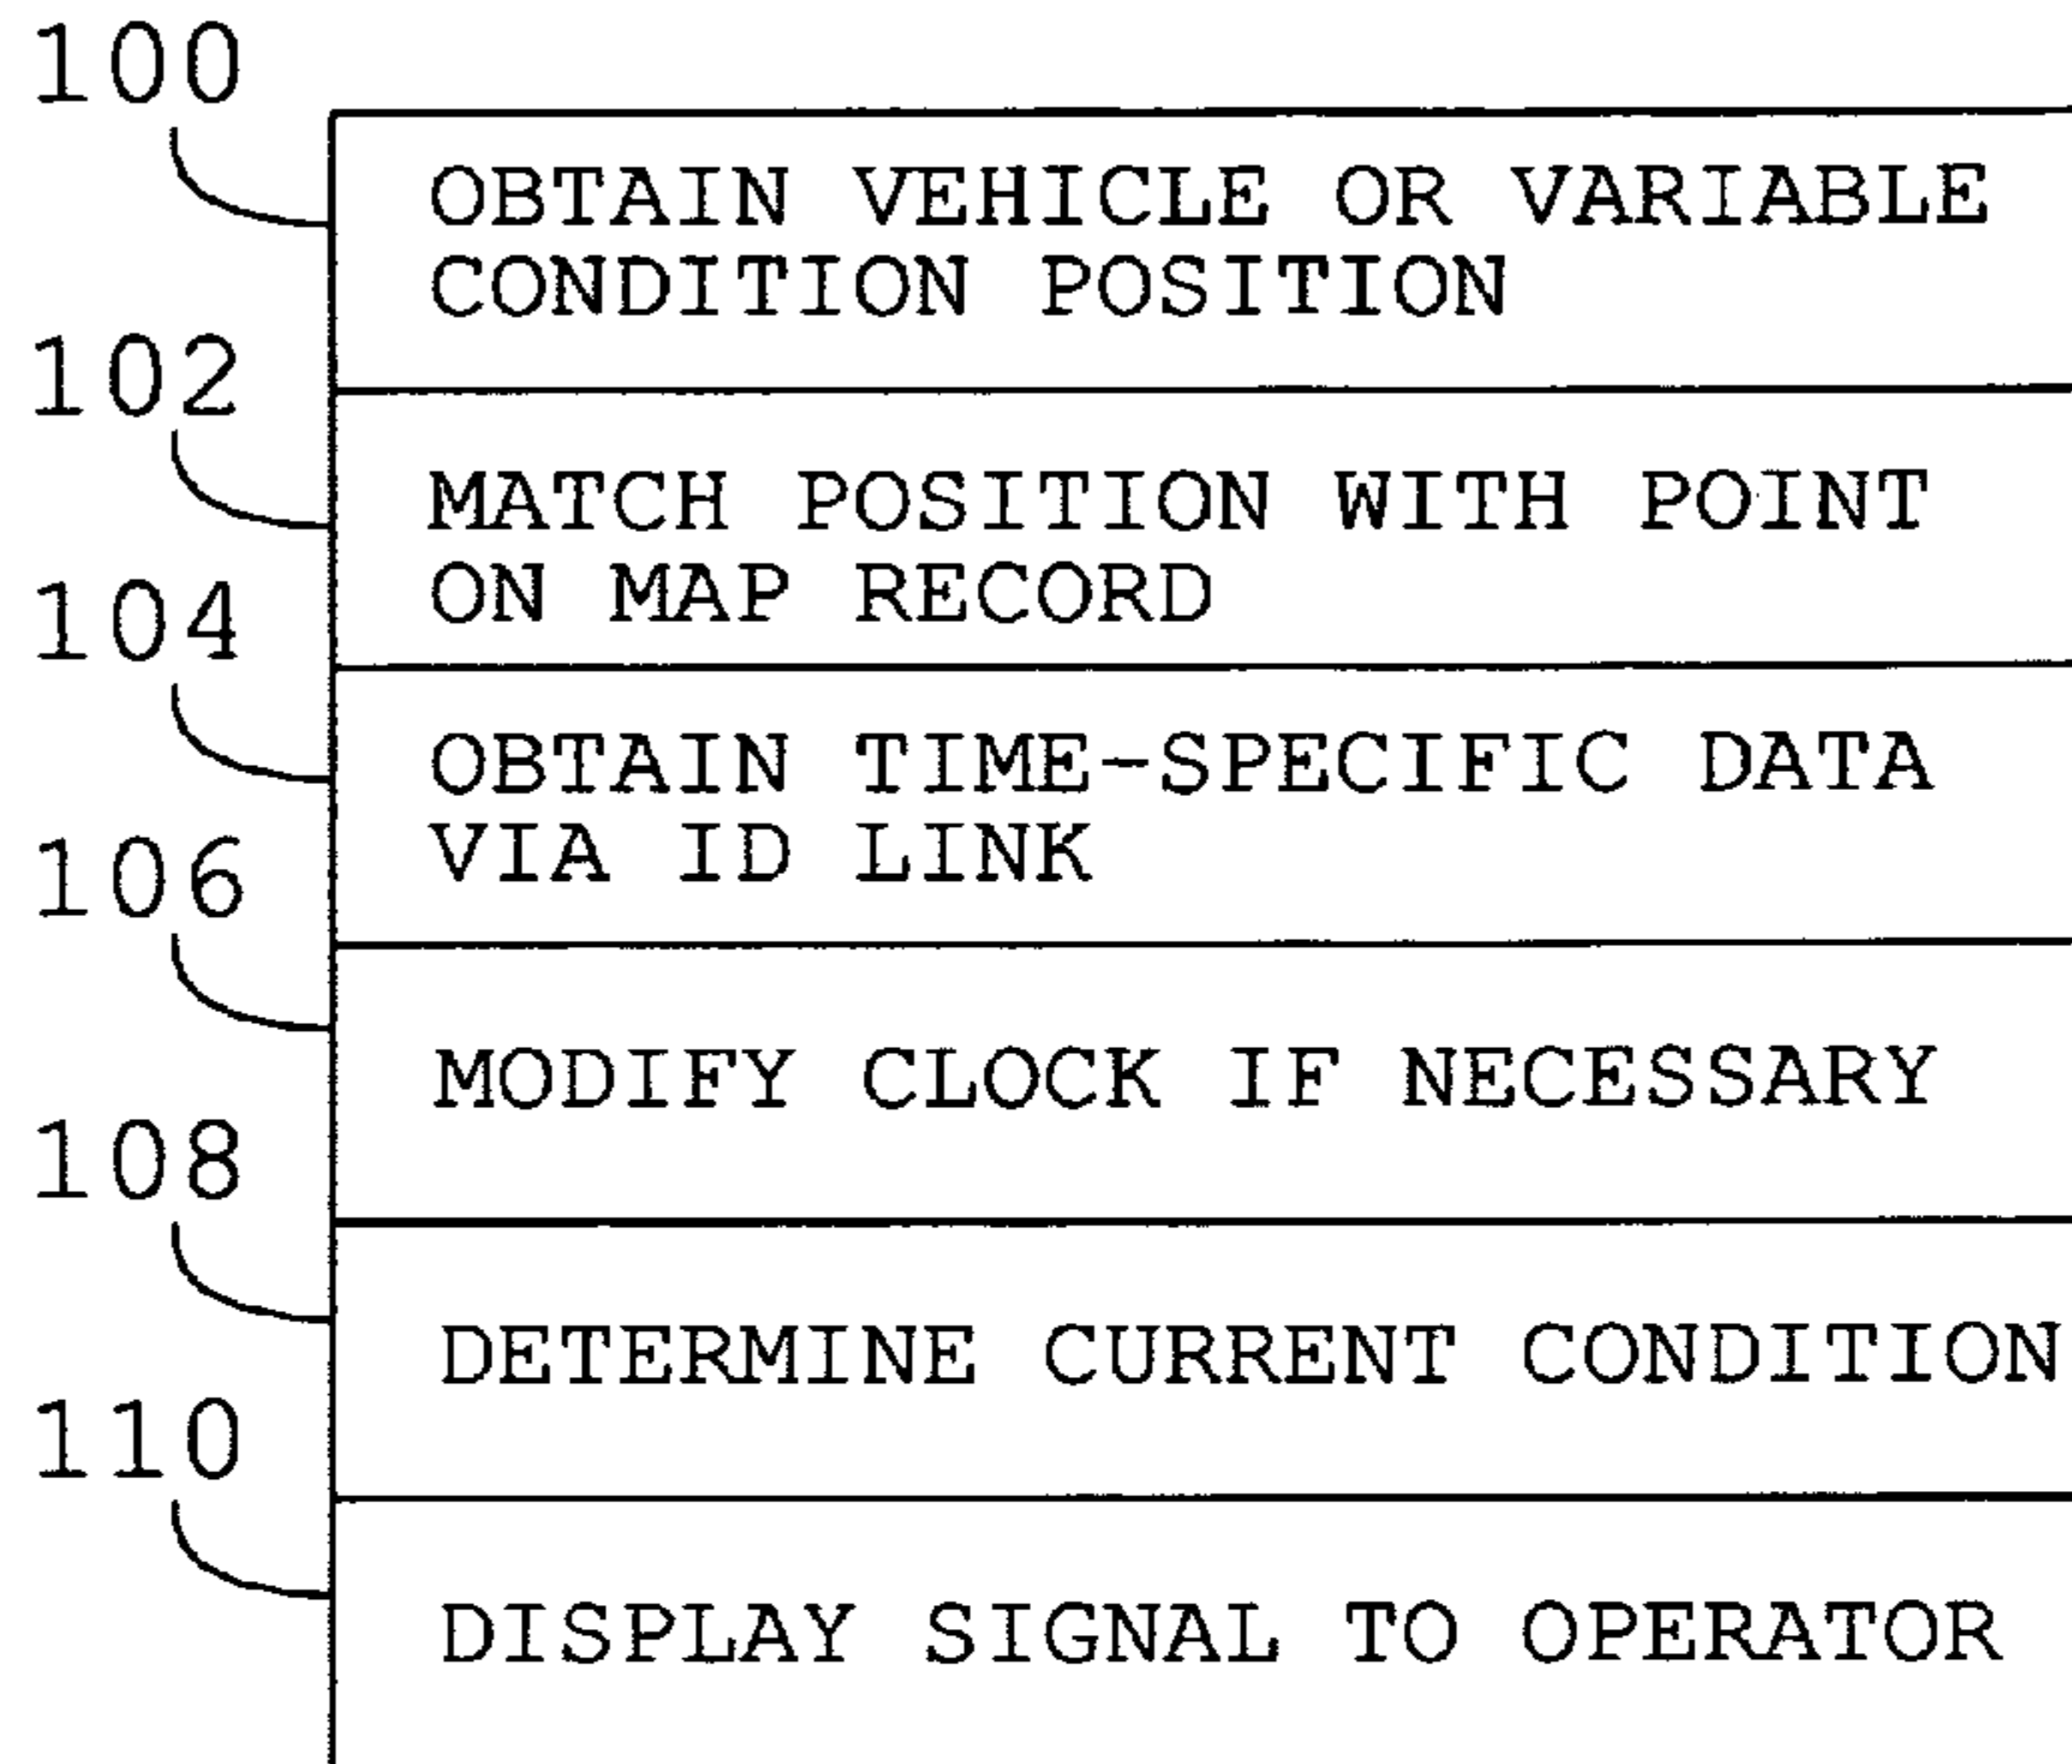 100
OBTAIN VEHICLE OR VARIABLE
CONDITION POSITION
102
MATCH POSITION WITH POINT
ON MAP RECORD
104
OBTAIN TIME-SPECIFIC DATA
VIA ID LINK
106
MODIFY CLOCK IF NECESSARY
108
DETERMINE CURRENT CONDITION
110
DISPLAY SIGNAL TO OPERATOR